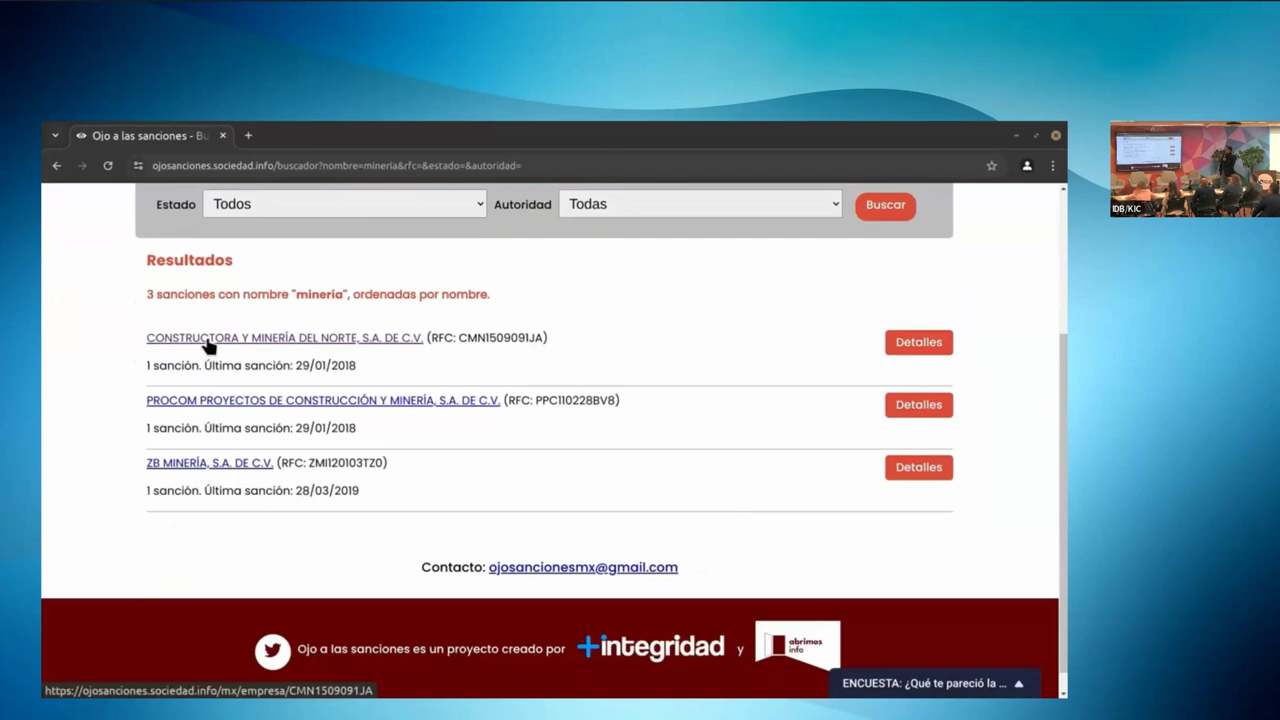 Ojo a las sanciones - Bu
ojosanciones.sociedad.info/buscador?nombre=minería&rfc=&estado=&autoridad=
Estado Todos Autoridad Todas Buscar
Resultados
3 sanciones con nombre "minería", ordenadas por nombre.
CONSTRUCTORA Y MINERÍA DEL NORTE, S.A. DE C.V. (RFC: CMN1509091JA) Detalles
1 sanción. Última sanción: 29/01/2018
PROCOM PROYECTOS DE CONSTRUCCIÓN Y MINERÍA, S.A. DE C.V. (RFC: PPC110228BV8) Detalles
1 sanción. Última sanción: 29/01/2018
ZB MINERÍA, S.A. DE C.V. (RFC: ZMI120103TZ0) Detalles
1 sanción. Última sanción: 28/03/2019
Contacto: ojosancionesmx@gmail.com
Ojo a las sanciones es un proyecto creado por +integridad y abrimos info
https://ojosanciones.sociedad.info/mx/empresa/CMN1509091JA
ENCUESTA: ¿Qué te pareció la ...
IDB/KIC